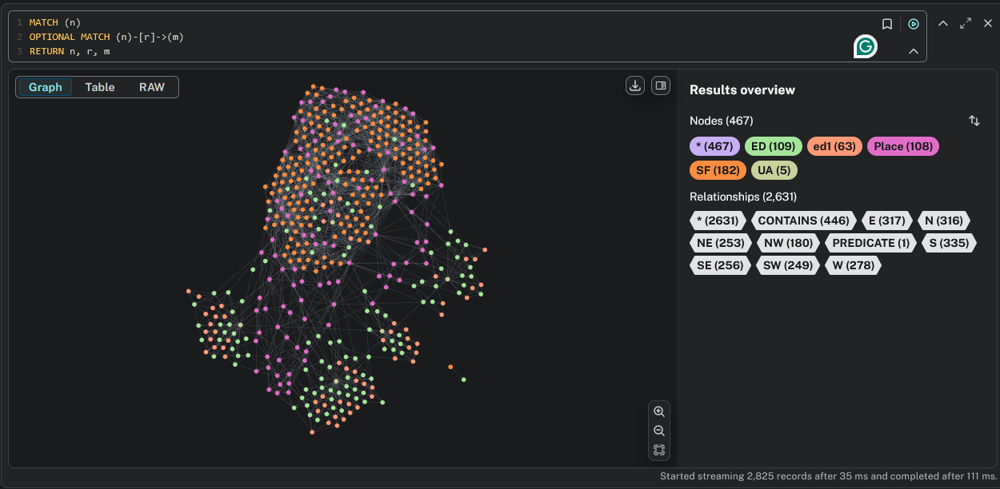 1 MATCH (n)
2 OPTIONAL MATCH (n)-[r]->(m)
3 RETURN n, r, m
G
Graph Table RAW
Results overview
Nodes (467)
* (467) ED (109) ed1 (63) Place (108)
SF (182) UA (5)
Relationships (2,631)
* (2631) CONTAINS (446) E (317) N (316)
NE (253) NW (180) PREDICATE (1) S (335)
SE (256) SW (249) W (278)
Started streaming 2,825 records after 35 ms and completed after 111 ms.